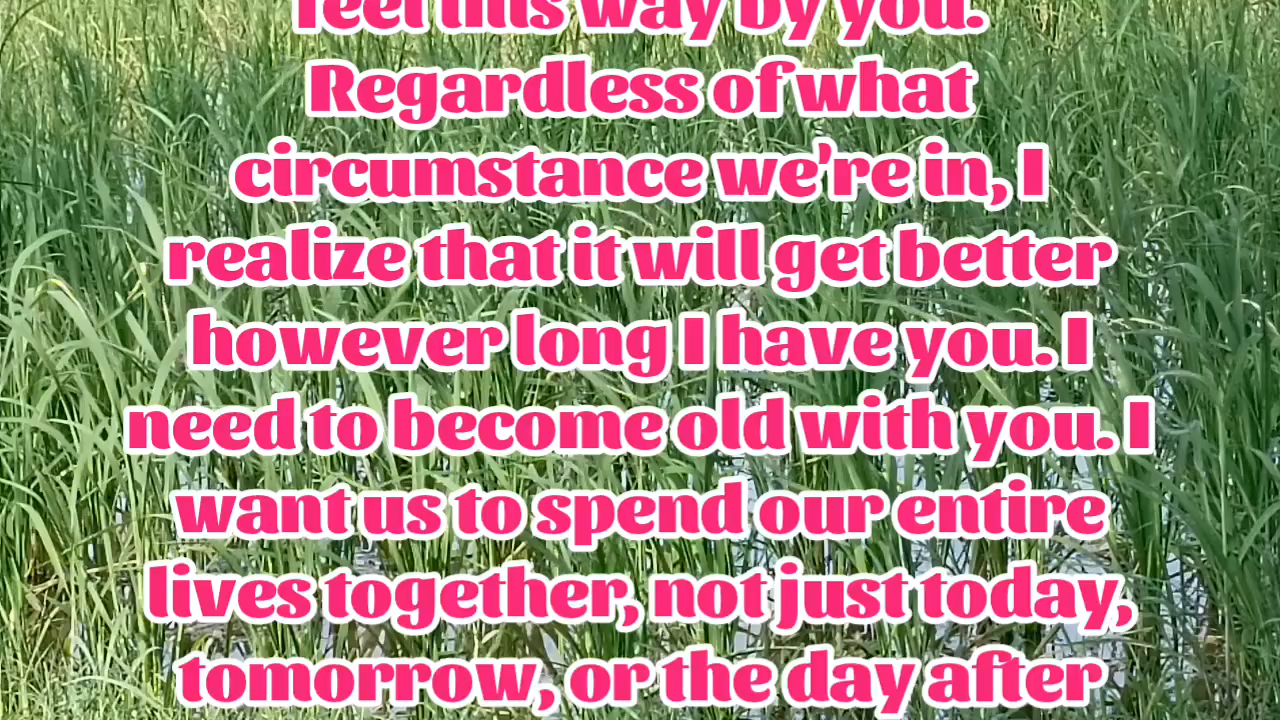 feel this way by you.
Regardless of what
circumstance we're in, I
realize that it will get better
however long I have you. I
need to become old with you. I
want us to spend our entire
lives together, not just today,
tomorrow, or the day after